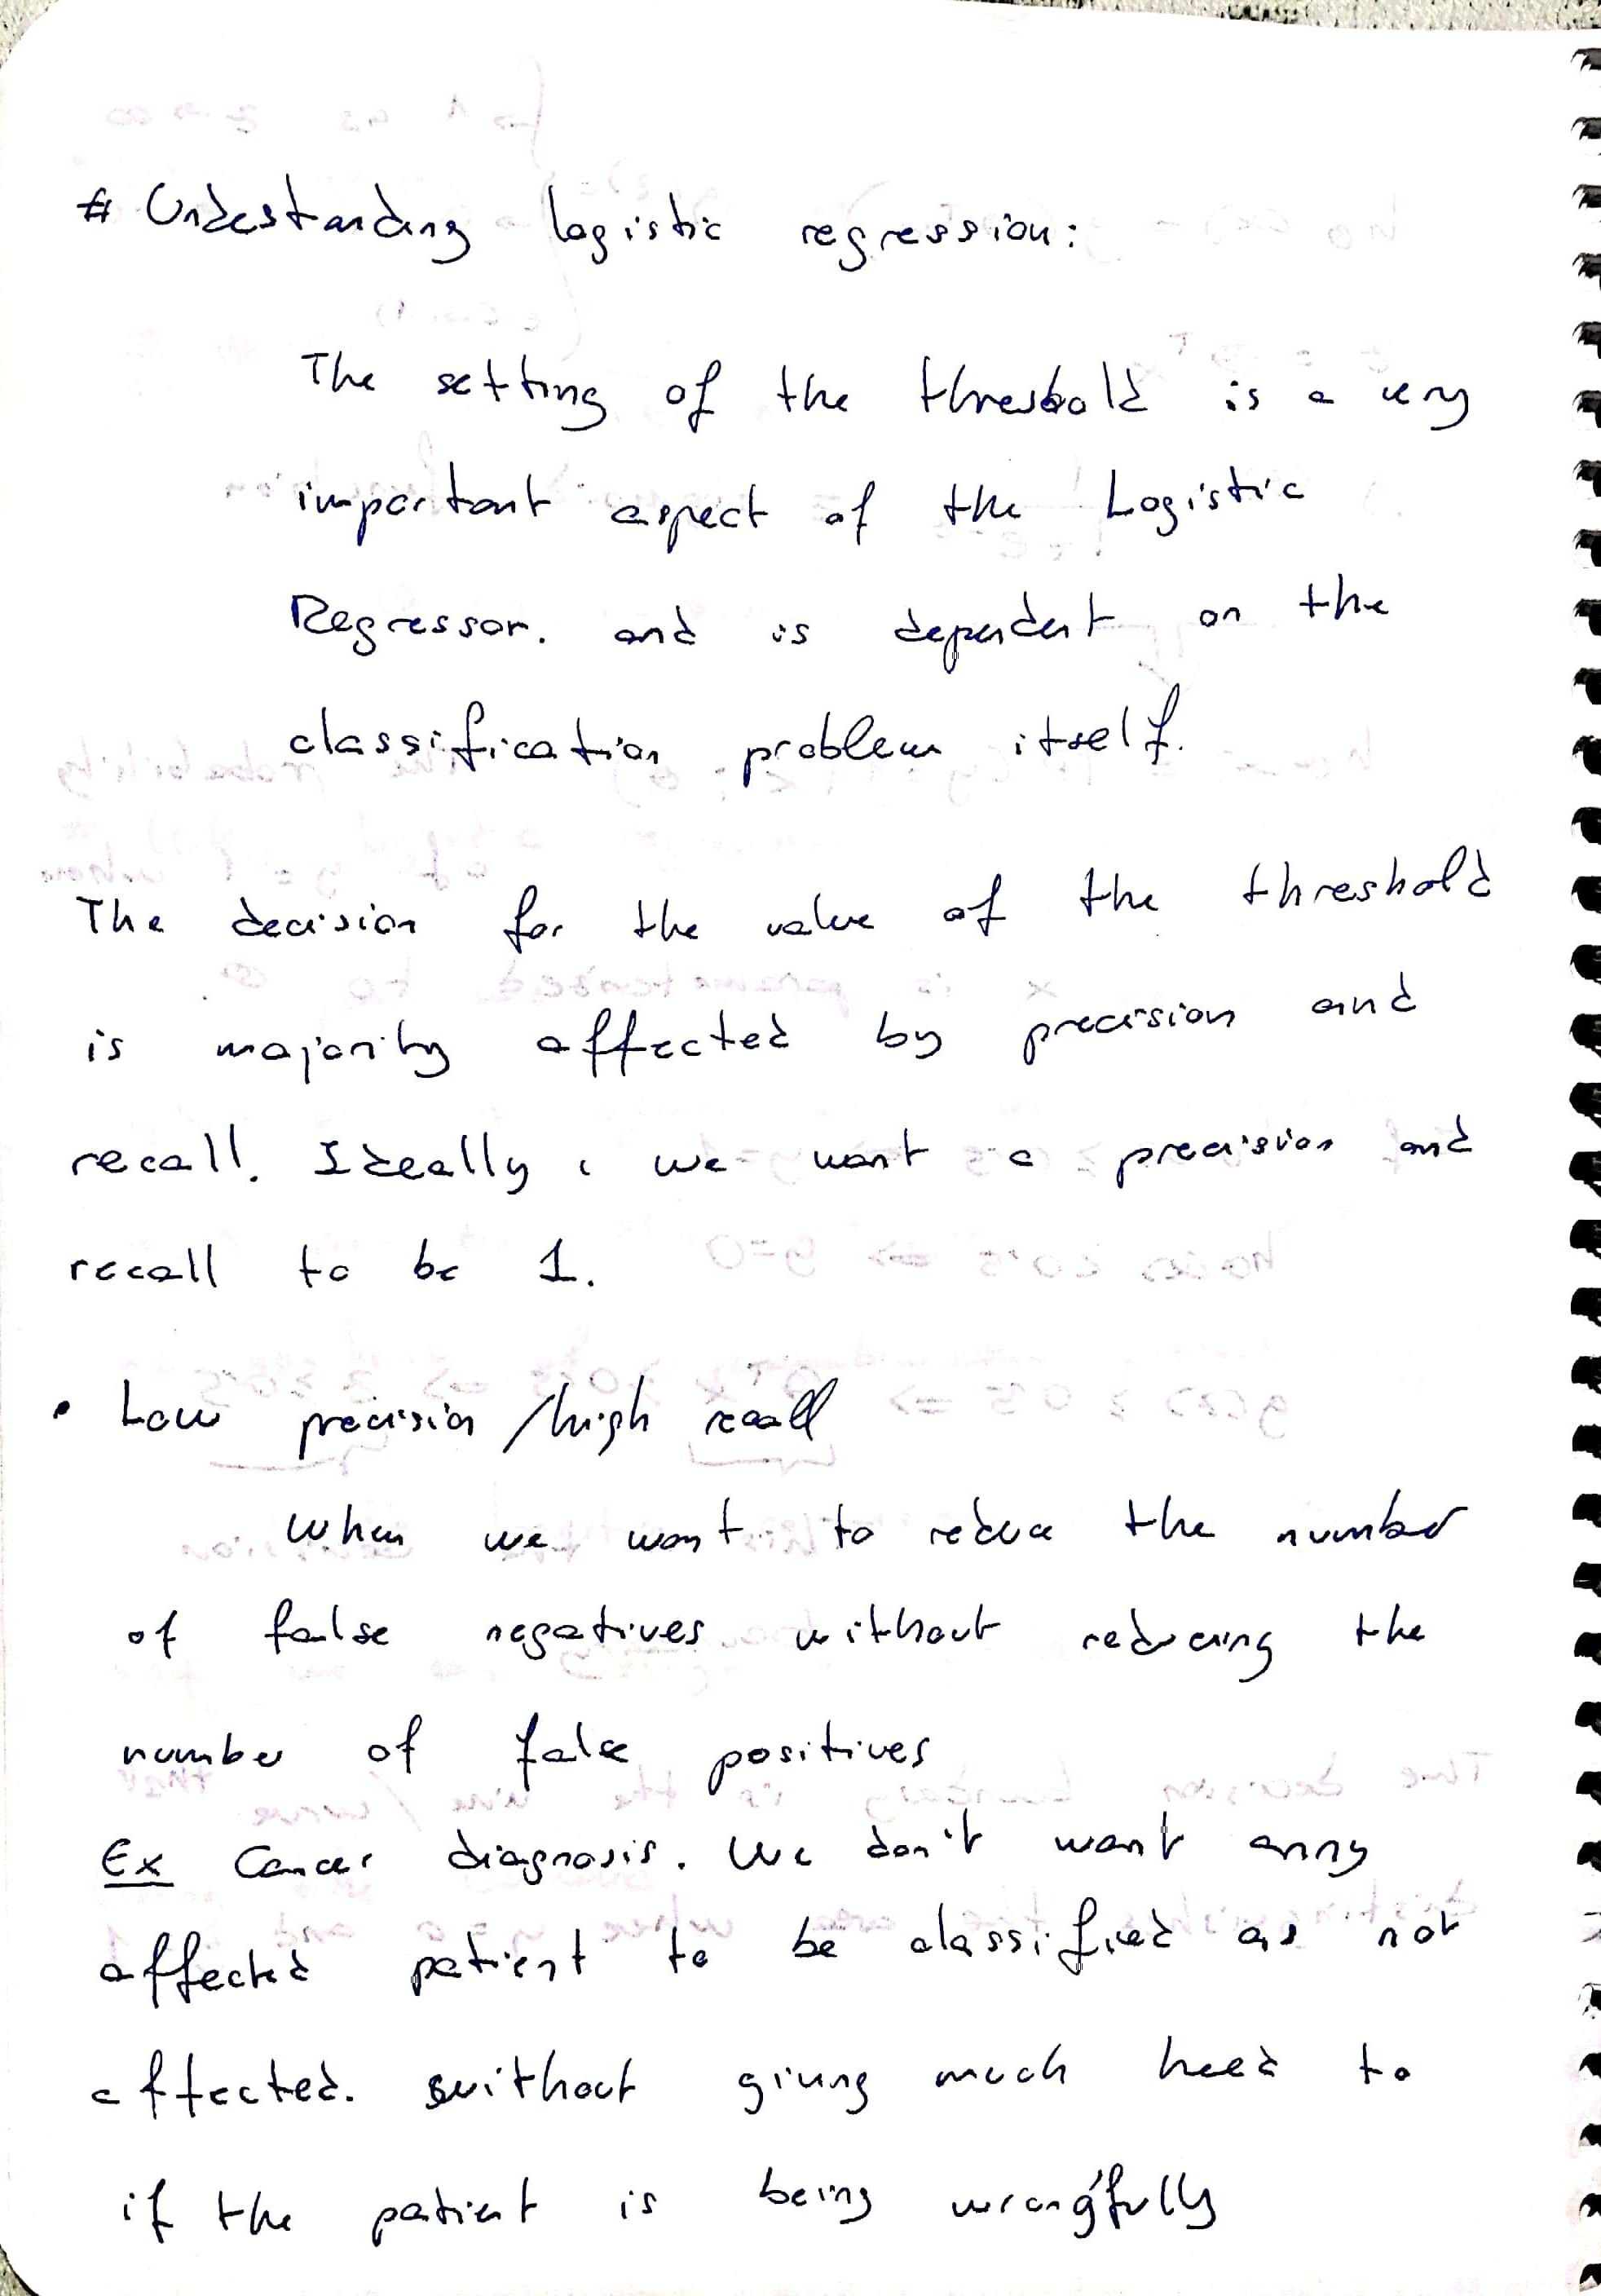 # Understanding logistic regression:
The setting of the threshold is a very
important aspect of the Logistic
Regressor. and is dependent on the
classification problem itself.
The decision for the value of the threshold
is majority affected by precision and
recall. Ideally, we want a precision and
recall to be 1.
• Low precision /high recall
When we want to reduce the number
of false negatives without reducing the
number of false positives
Ex Cancer diagnosis. We don't want anny
affected patient to be classified as not
affected. without giving much heed to
if the patient is being wrongfully